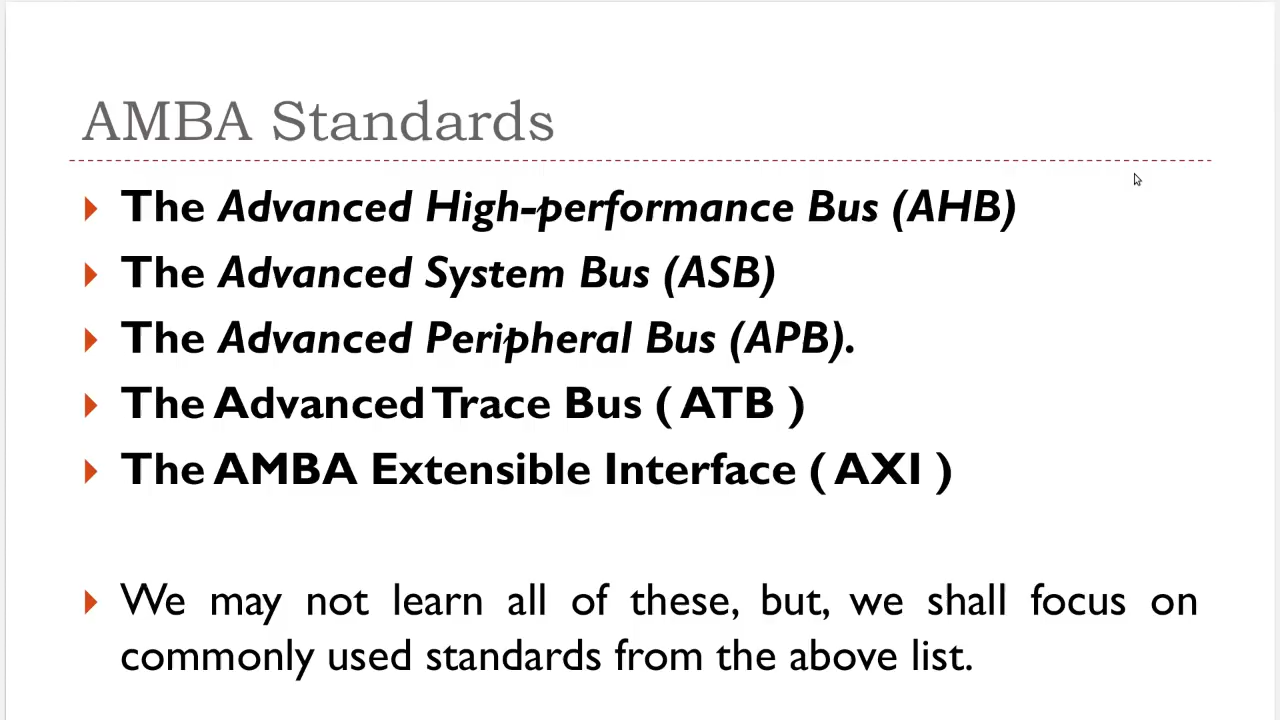 AMBA Standards
The Advanced High-performance Bus (AHB)
The Advanced System Bus (ASB)
The Advanced Peripheral Bus (APB).
The Advanced Trace Bus ( ATB )
The AMBA Extensible Interface ( AXI )
We may not learn all of these, but, we shall focus on
commonly used standards from the above list.